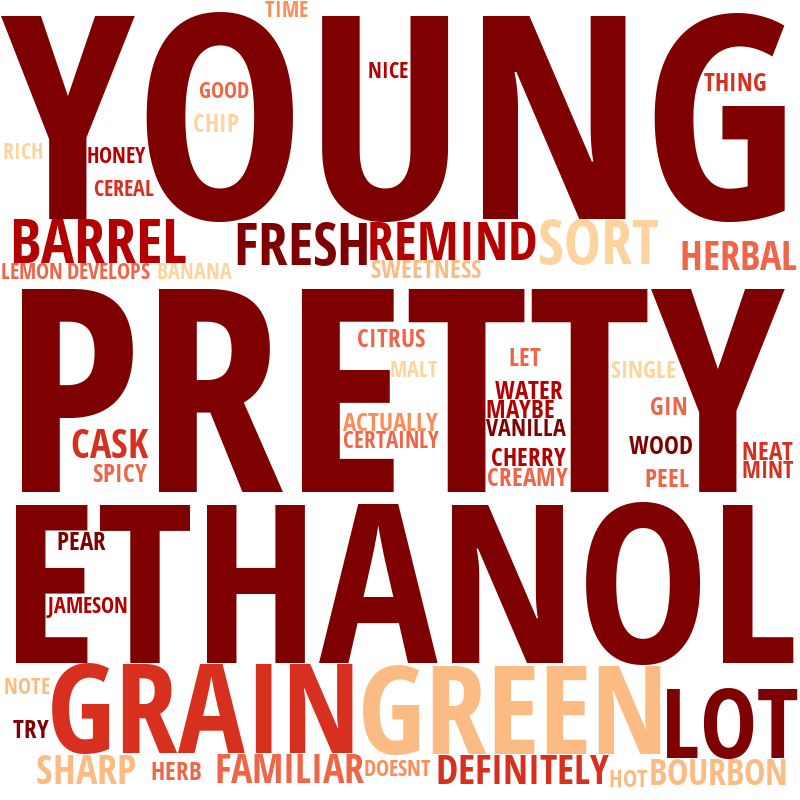 TIME
YOUNG
NICE
THING
GOOD
CHIP
RICH
HONEY
CEREAL
BARREL
FRESH
REMIND
SORT
HERBAL
LEMON
DEVELOPS
BANANA
SWEETNESS
PRETTY
CITRUS
LET
MALT
SINGLE
WATER
MAYBE
GIN
ACTUALLY
VANILLA
CASK
CERTAINLY
WOOD
NEAT
CHERRY
SPICY
CREAMY
PEEL
MINT
ETHANOL
PEAR
JAMESON
NOTE
GRAIN
GREEN
LOT
TRY
SHARP
HERB
FAMILIAR
DOESNT
DEFINITELY
HOT
BOURBON